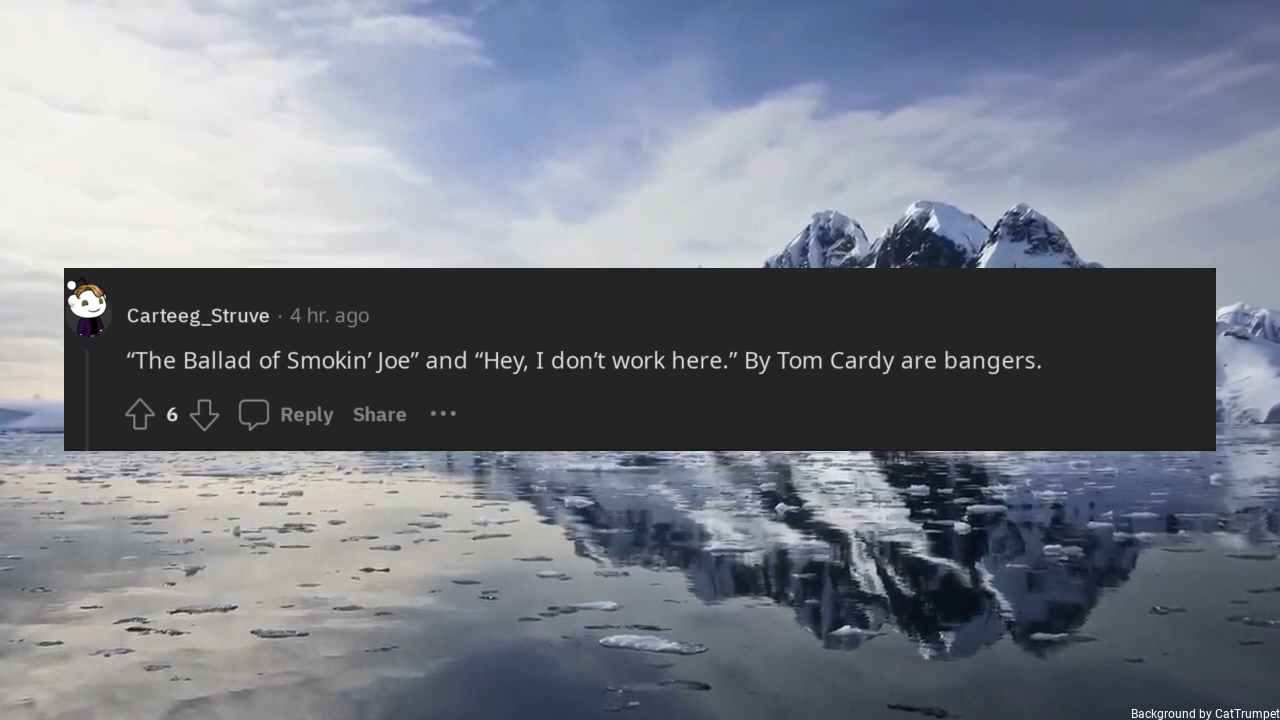 Carteeg_Struve · 4 hr. ago
“The Ballad of Smokin’ Joe” and “Hey, I don’t work here.” By Tom Cardy are bangers.
6 Reply Share ···
Background by CatTrumpet